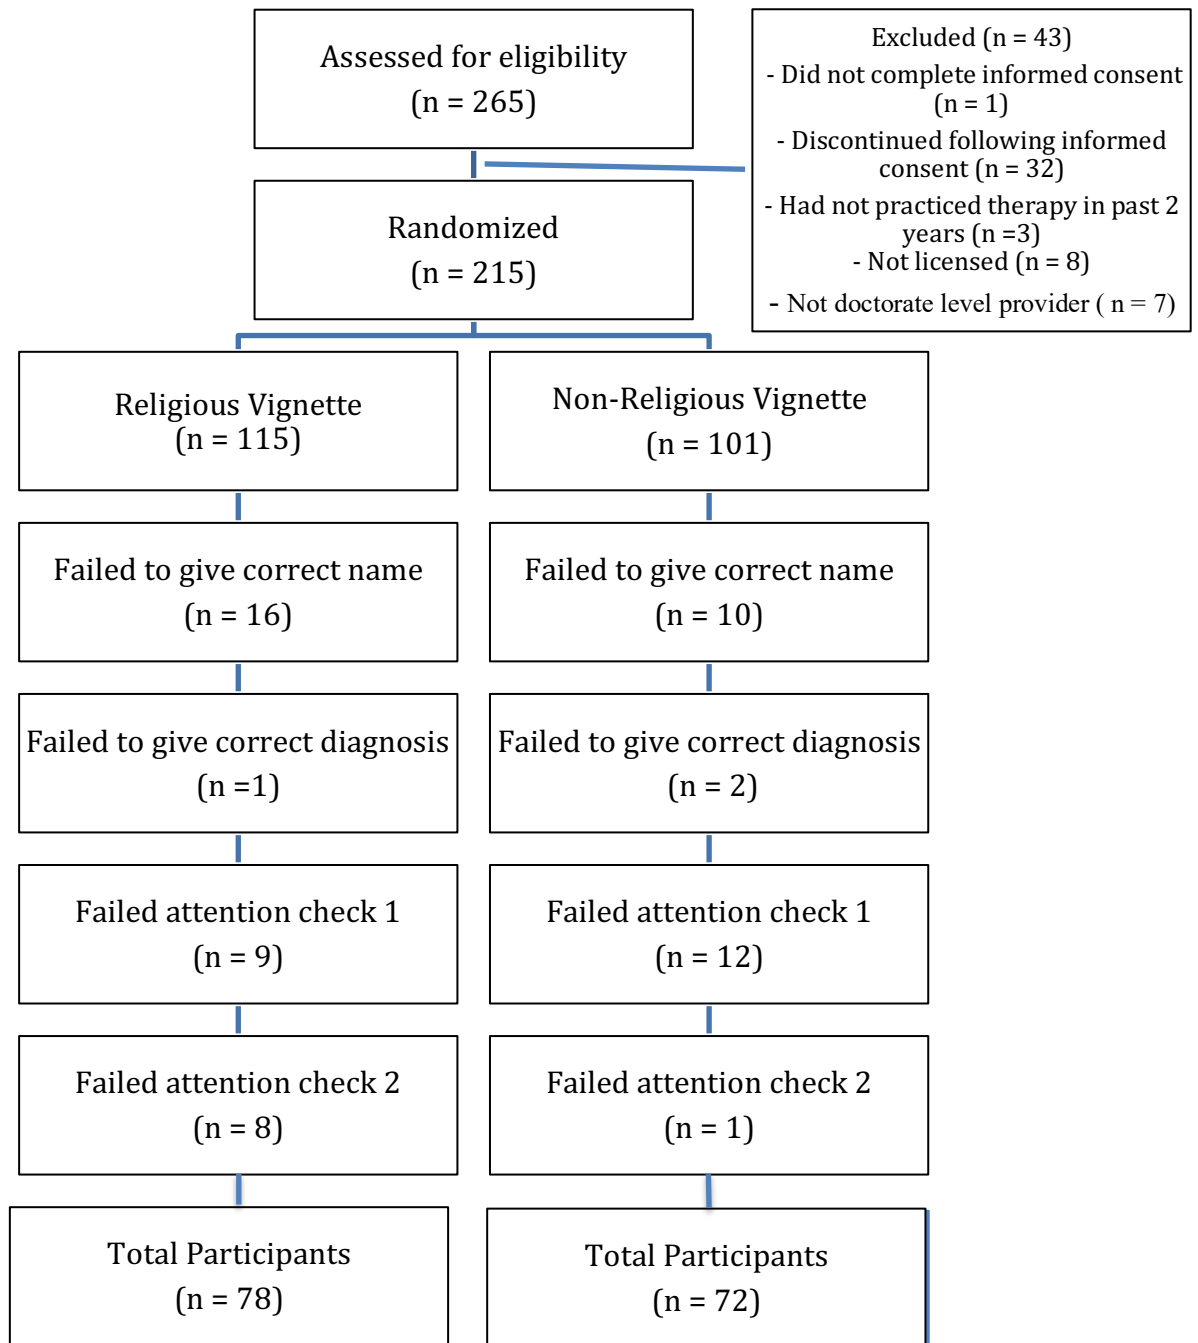 Assessed for eligibility
(n = 265)
Excluded (n = 43)
- Did not complete informed consent
(n = 1)
- Discontinued following informed
consent (n = 32)
- Had not practiced therapy in past 2
years (n =3)
- Not licensed (n = 8)
- Not doctorate level provider ( n = 7)
Randomized
(n = 215)
Religious Vignette
(n = 115)
Non-Religious Vignette
(n = 101)
Failed to give correct name
(n = 16)
Failed to give correct name
(n = 10)
Failed to give correct diagnosis
(n =1)
Failed to give correct diagnosis
(n = 2)
Failed attention check 1
(n = 9)
Failed attention check 1
(n = 12)
Failed attention check 2
(n = 8)
Failed attention check 2
(n = 1)
Total Participants
(n = 78)
Total Participants
(n = 72)